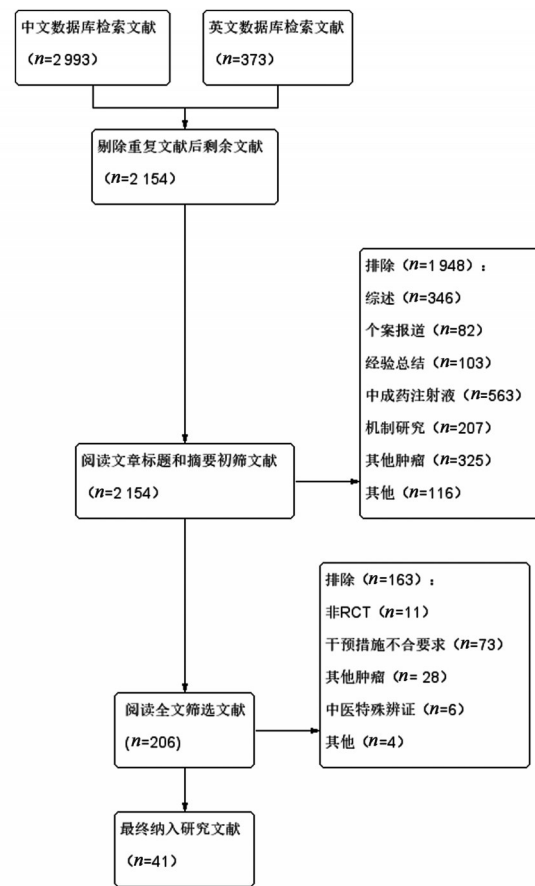 中文数据库检索文献
（n=2 993）
英文数据库检索文献
（n=373）
剔除重复文献后剩余文献
（n=2 154）
排除（n=1 948）：
综述（n=346）
个案报道（n=82）
经验总结（n=103）
中成药注射液（n=563）
机制研究（n=207）
其他肿瘤（n=325）
其他（n=116）
阅读文章标题和摘要初筛文献
（n=2 154）
排除（n=163）：
非RCT（n=11）
干预措施不合要求（n=73）
其他肿瘤（n= 28）
中医特殊辨证（n=6）
其他（n=4）
阅读全文筛选文献
(n=206)
最终纳入研究文献
（n=41）